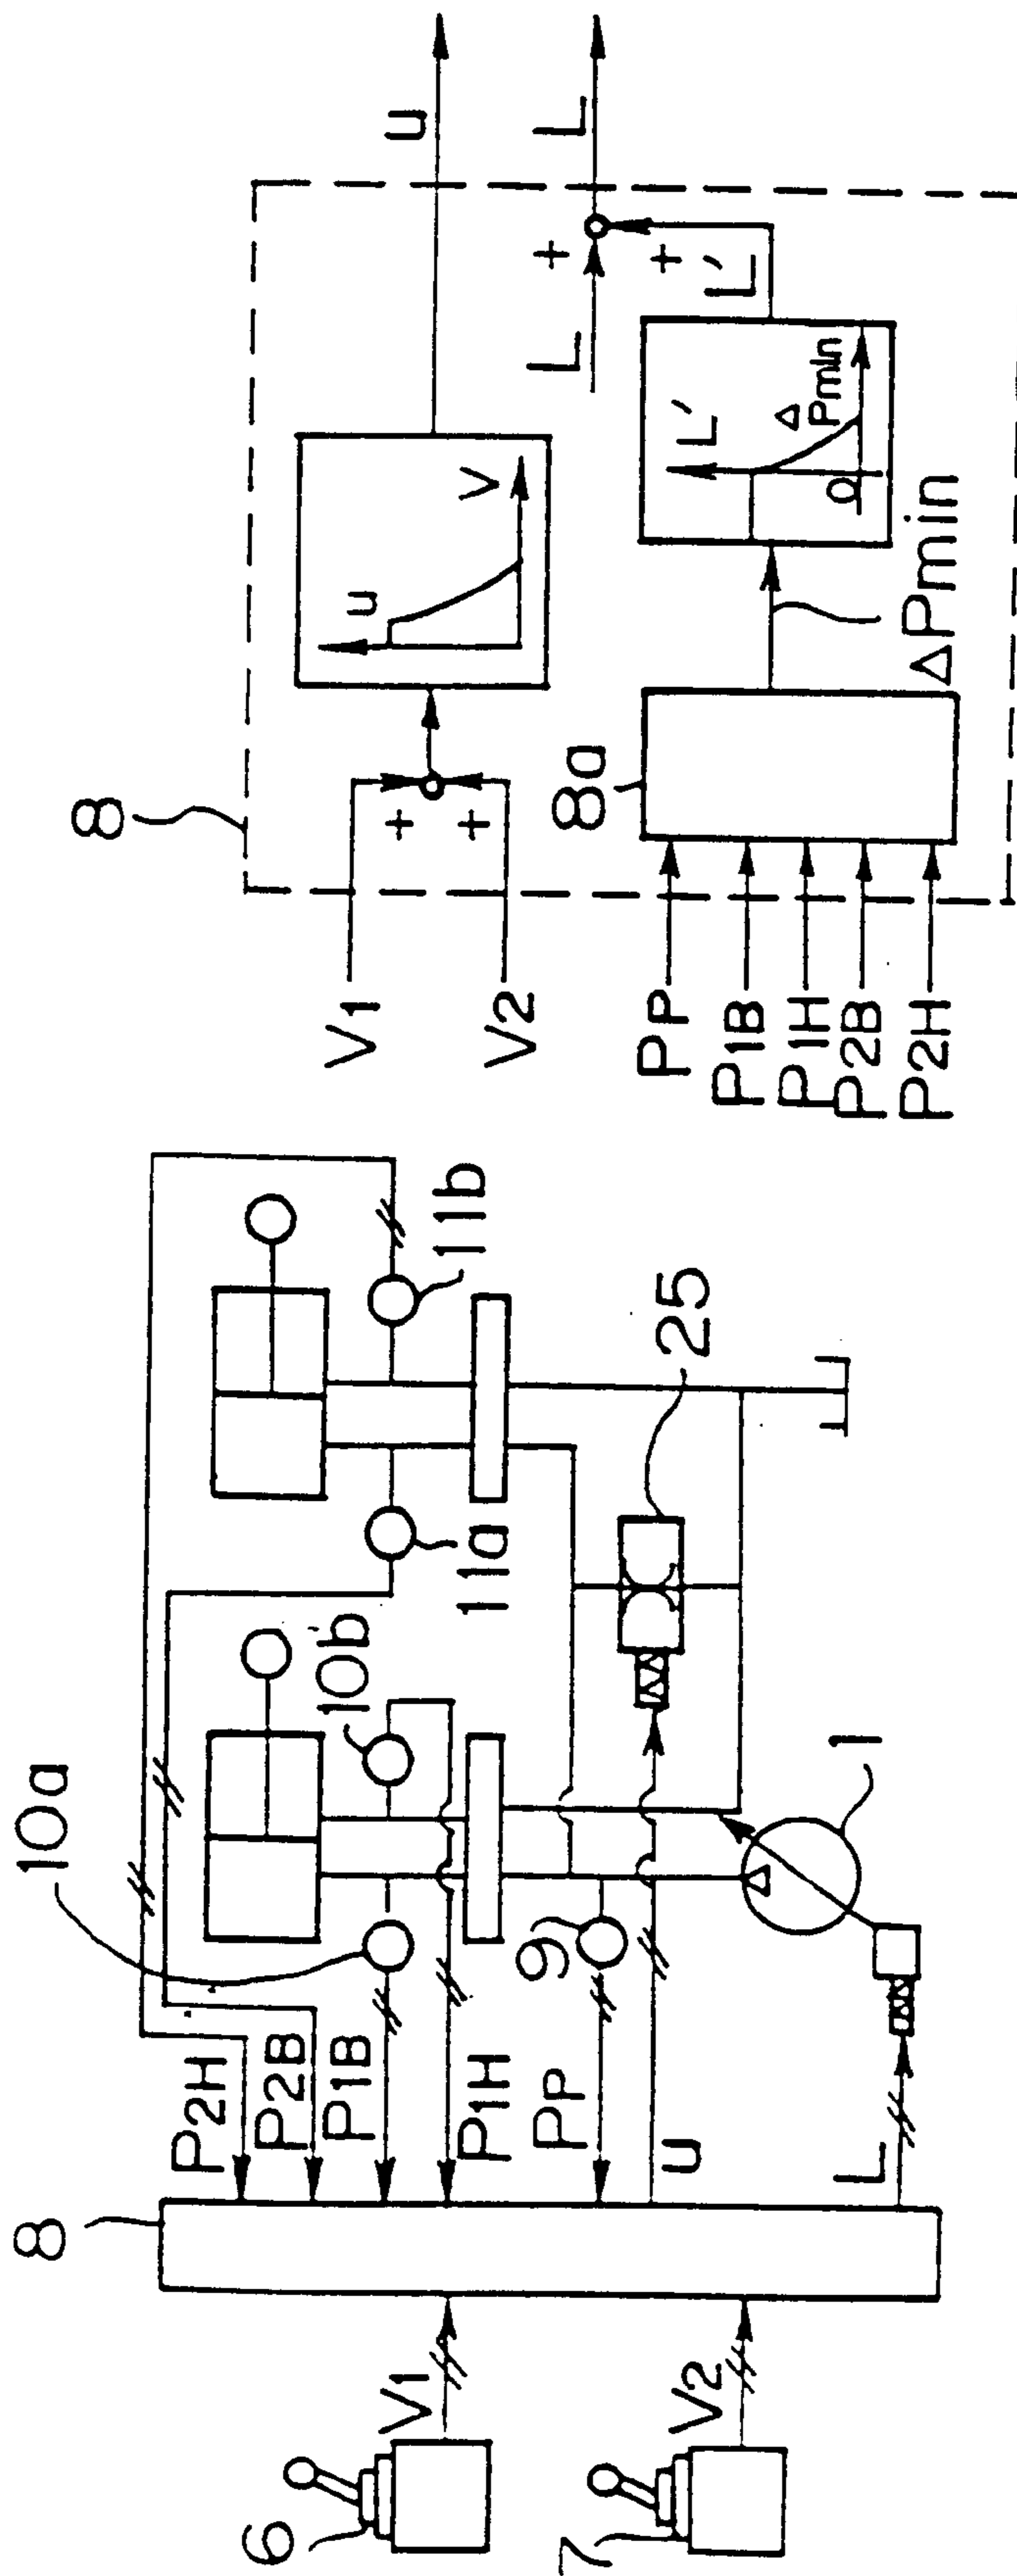 6
7
V1
V2
8
P2H
P2B
P1B
P1H
PP
u
L
10a
10b
9
11a
11b
25
1
8
V1
V2
+
+
u
V
u
PP
P1B
P1H
P2B
P2H
8a
ΔPmin
L'
Δ
Pmin
0
L
+
+
L'
L